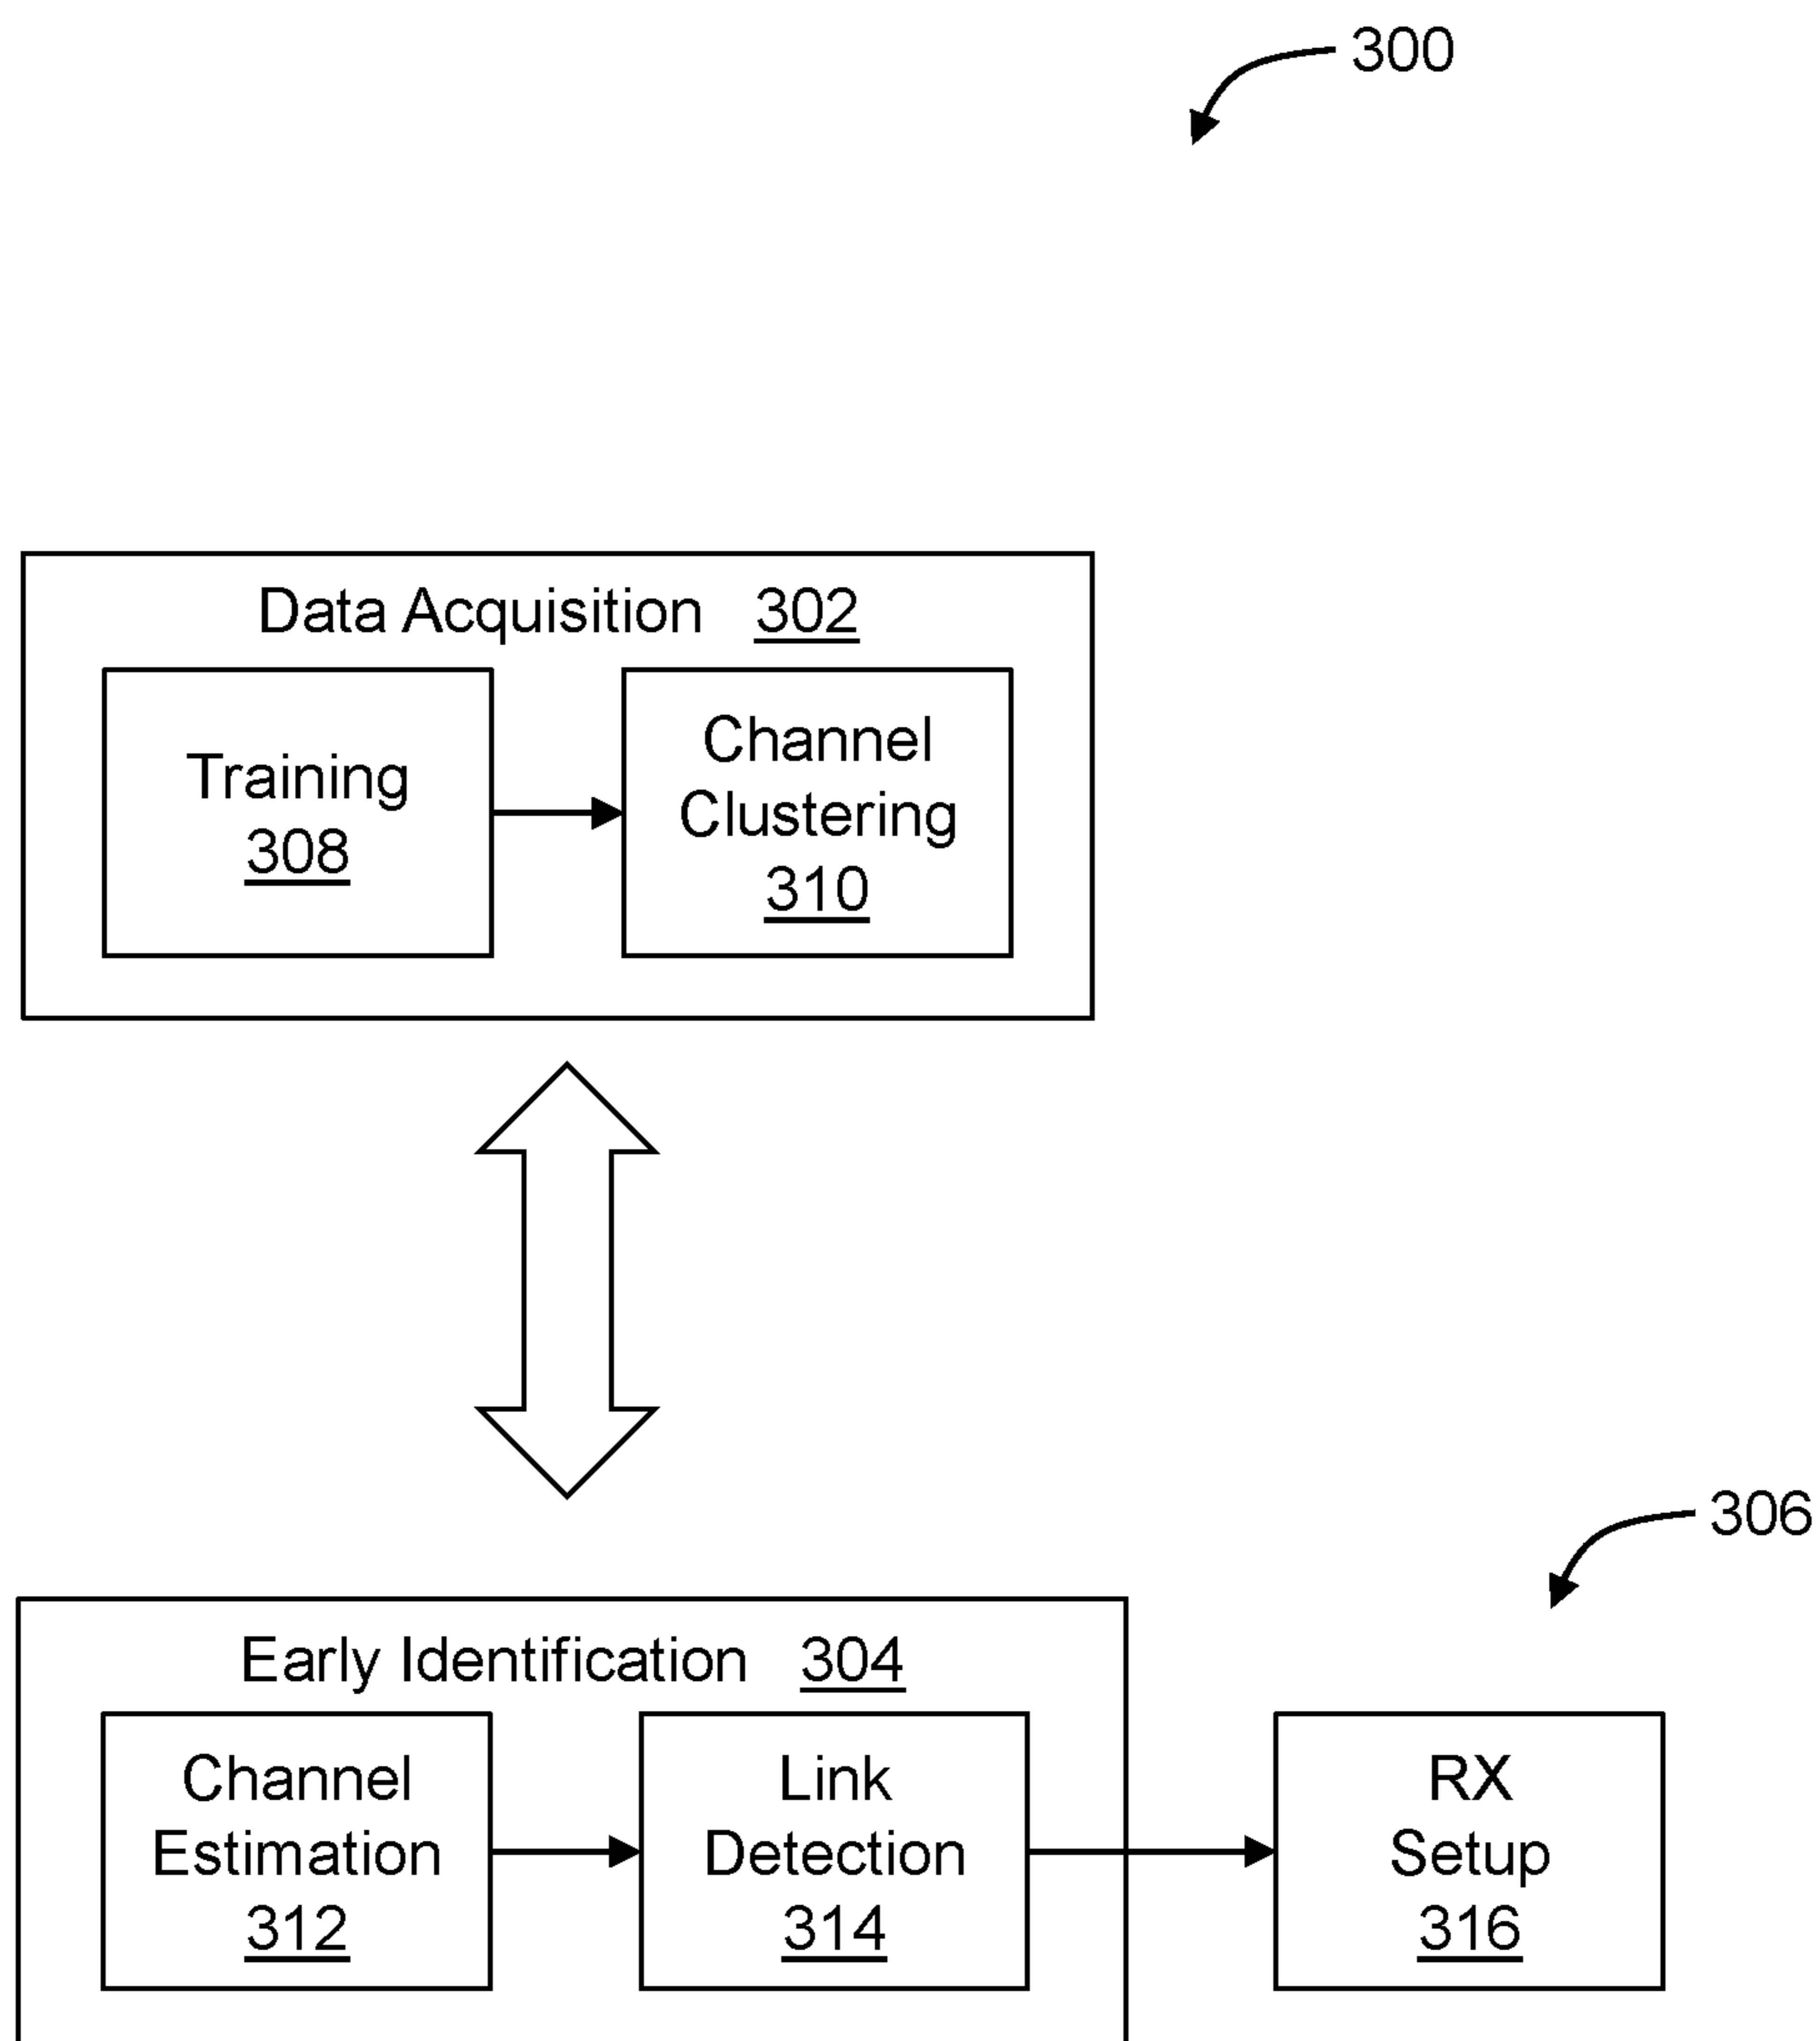 300
Data Acquisition 302
Training
308
Channel
Clustering
310
306
Early Identification 304
Channel
Estimation
312
Link
Detection
314
RX
Setup
316